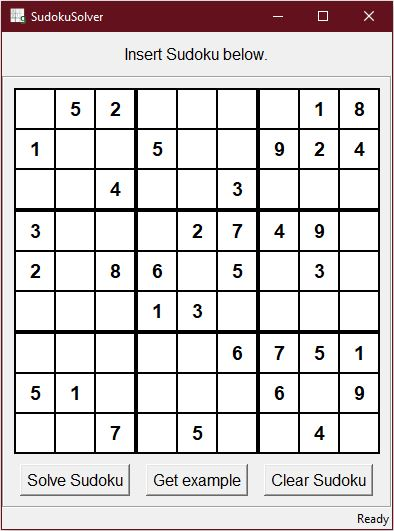 SudokuSolver
Insert Sudoku below.
5 2 1 8
1 5 9 2 4
4 3
3 2 7 4 9
2 8 6 5 3
1 3
6 7 5 1
5 1 6 9
7 5 4
Solve Sudoku Get example Clear Sudoku
Ready